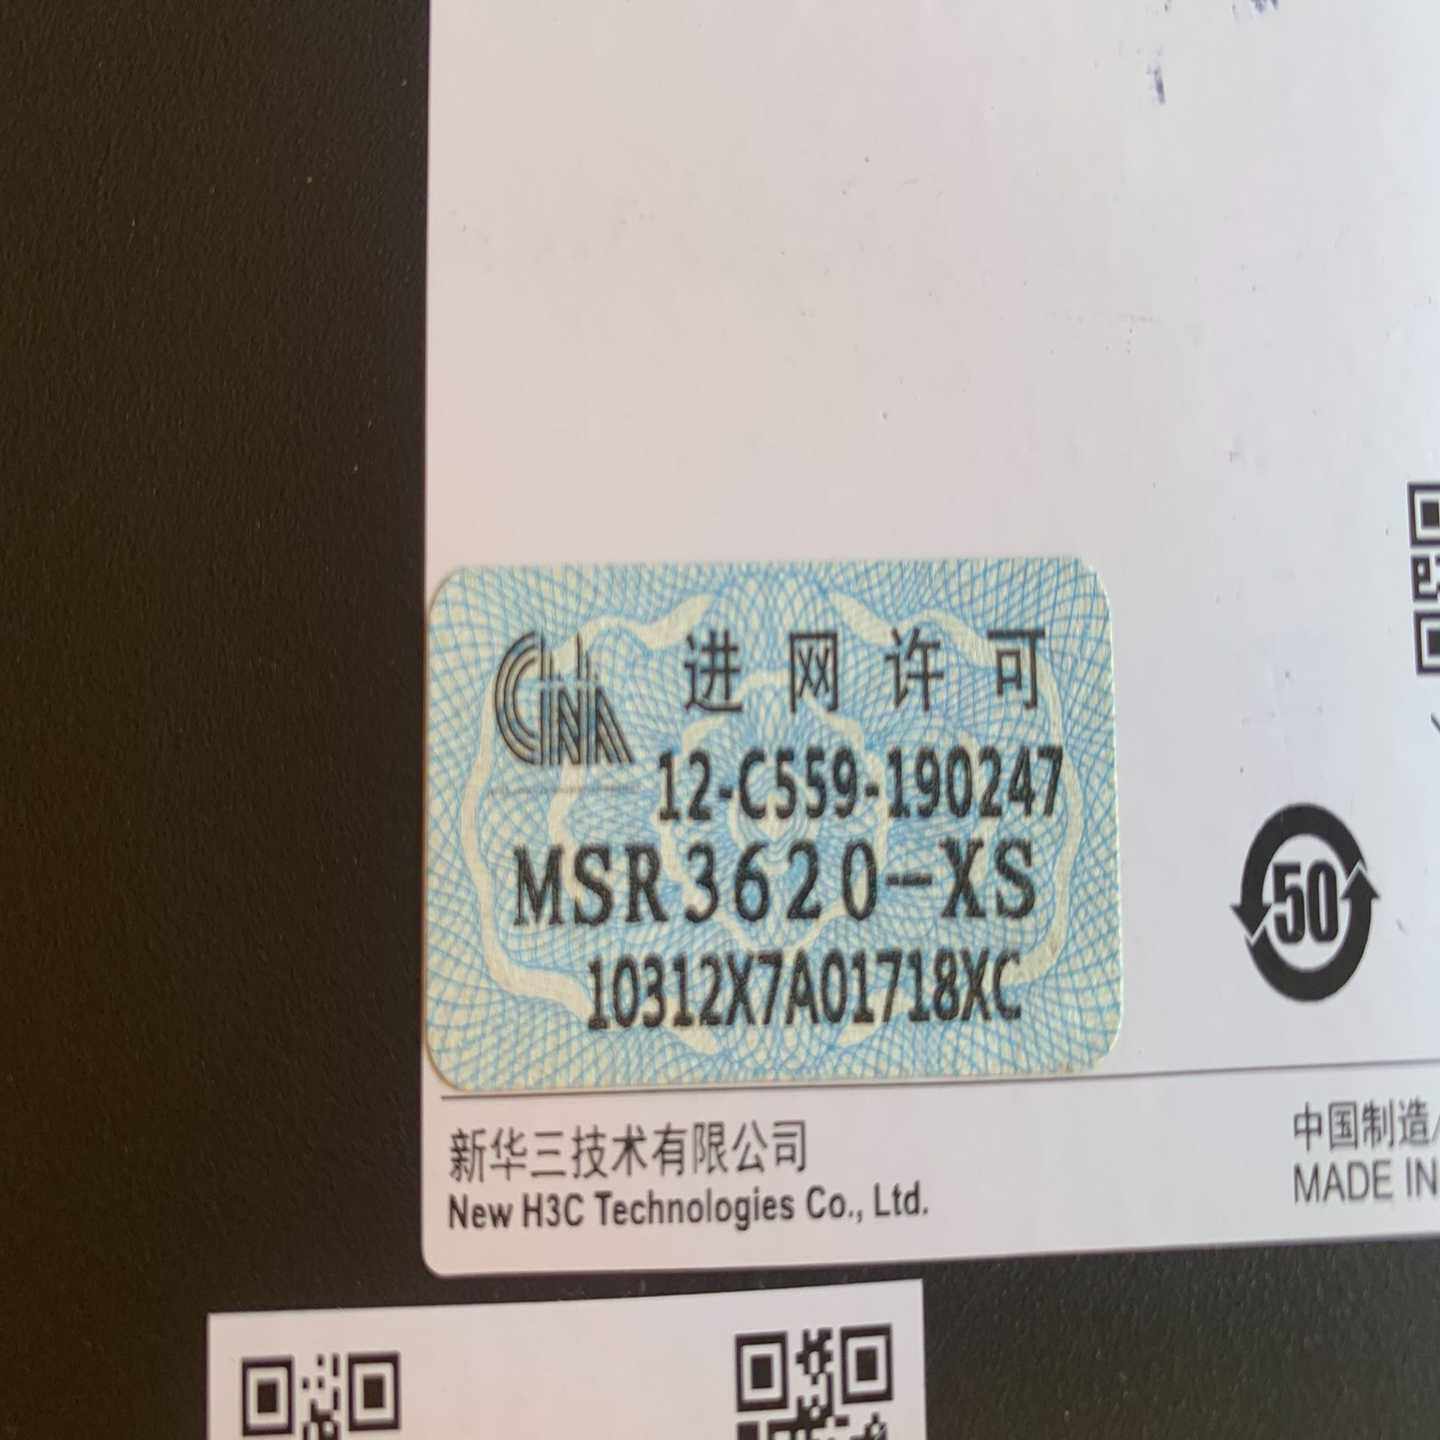 CNA
进网许可
12-C559-190247
MSR3620-XS
10312X7A01718XC
50
新华三技术有限公司
New H3C Technologies Co., Ltd.
中国制造/
MADE IN